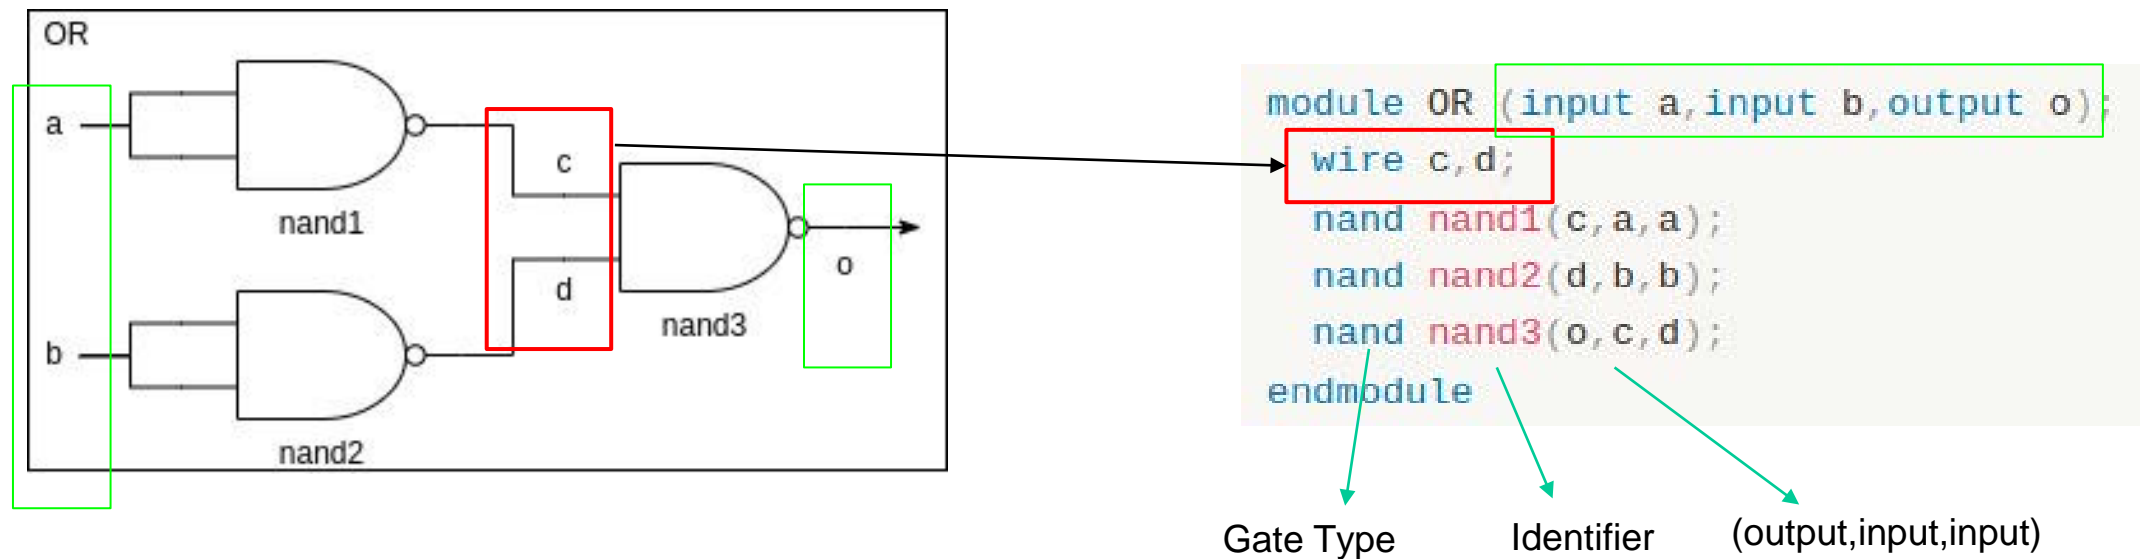 OR
a
nand1
c
d
o
nand3
b
nand2
module OR (input a,input b,output o);
wire c,d;
nand nand1(c,a,a);
nand nand2(d,b,b);
nand nand3(o,c,d);
endmodule
Gate Type
Identifier
(output,input,input)